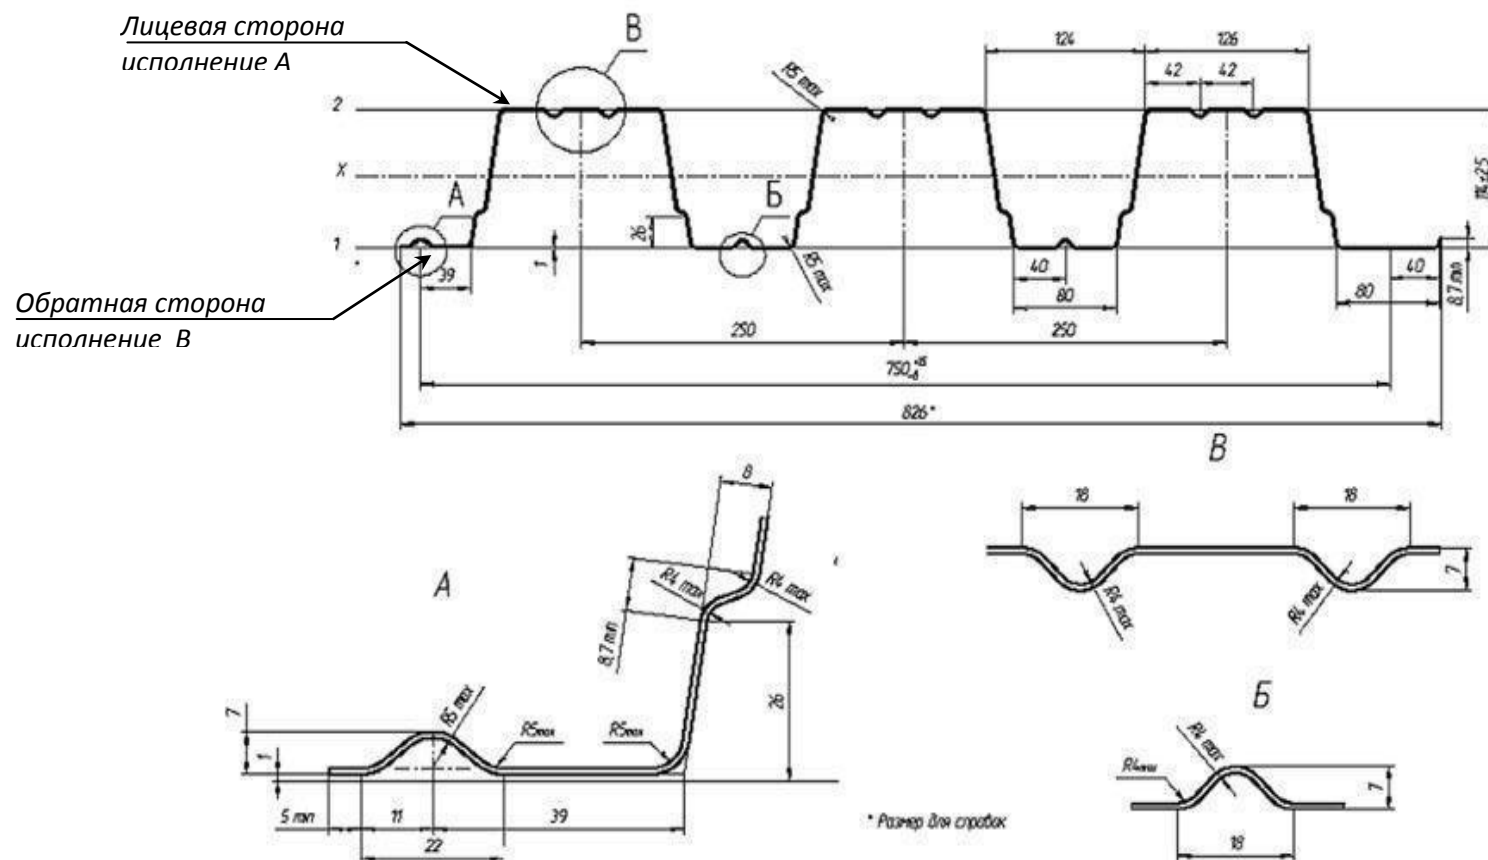 Лицевая сторона
исполнение А
В
124
126
42
42
R5 max
2
X
А
Б
114±2,5
26
1
1
39
R5 max
40
80
40
80
8,7 min
Обратная сторона
исполнение В
250
250
826*
В
8
18
18
А
R4 max
R4 max
R4 max
R4 max
7
8,7 min
26
Б
7
R5 max
R5max
R5max
1
R4 max
7
5 min
11
39
22
* Размер для справок
18